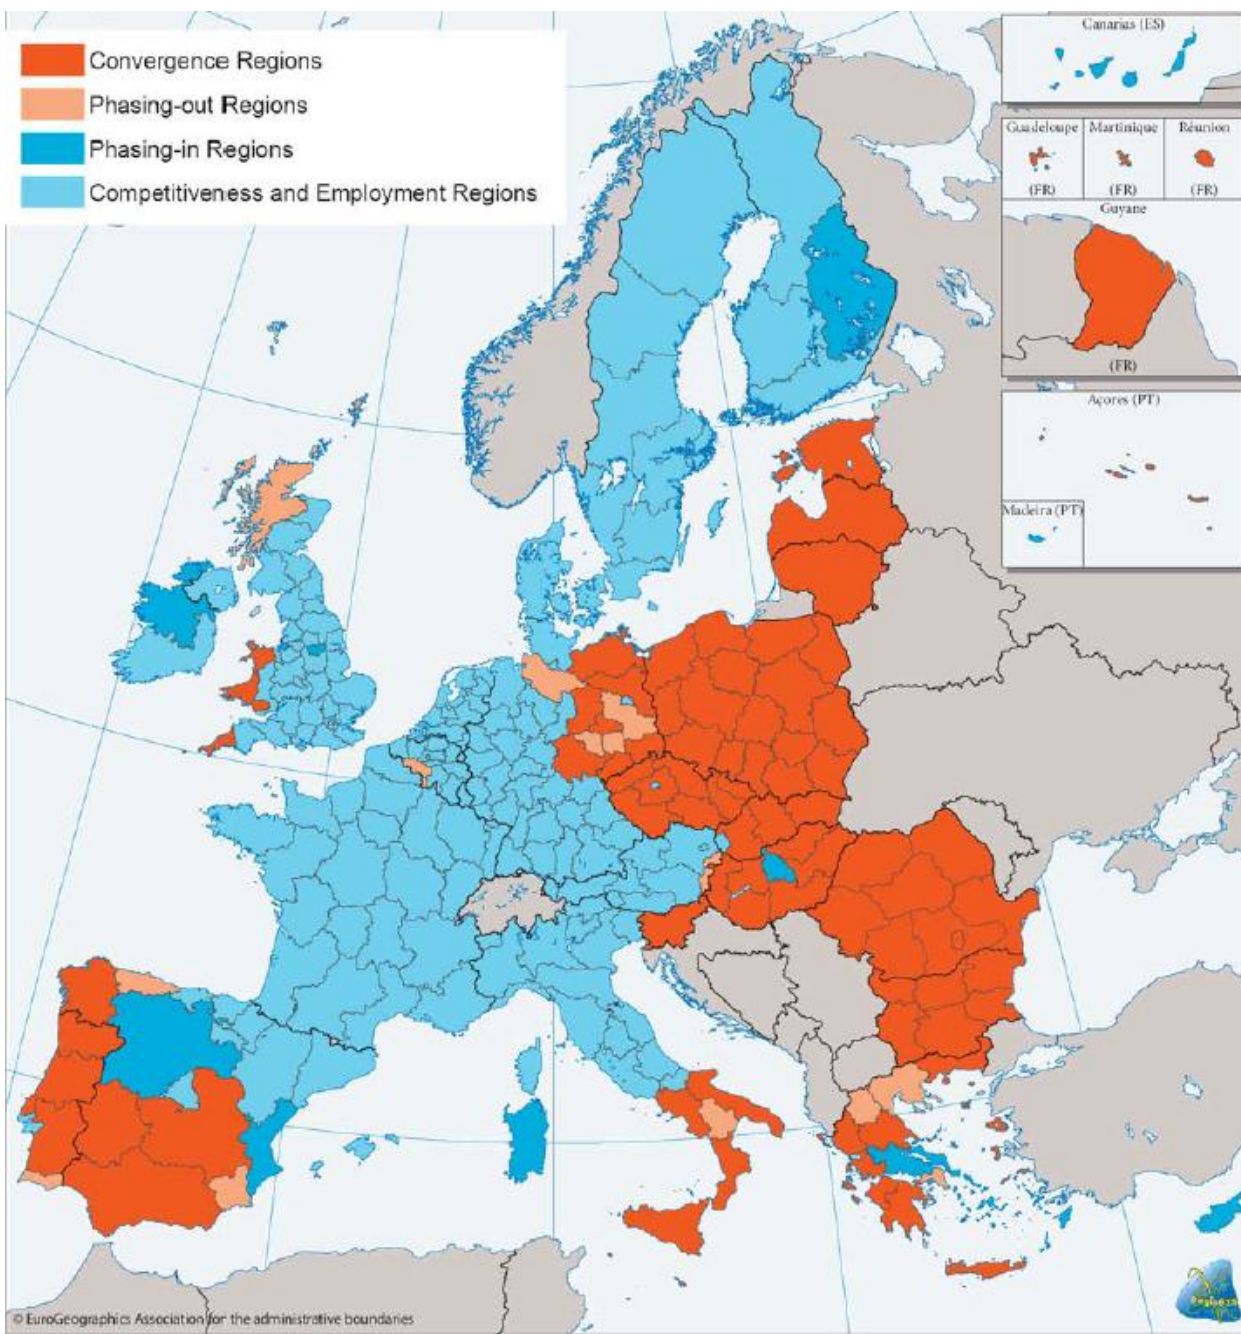 Convergence Regions
Phasing-out Regions
Phasing-in Regions
Competitiveness and Employment Regions
Canarias (ES)
Guadeloupe
Martinique
Réunion
(FR)
(FR)
(FR)
Guyane
(FR)
Açores (PT)
Madeira (PT)
© EuroGeographics Association for the administrative boundaries